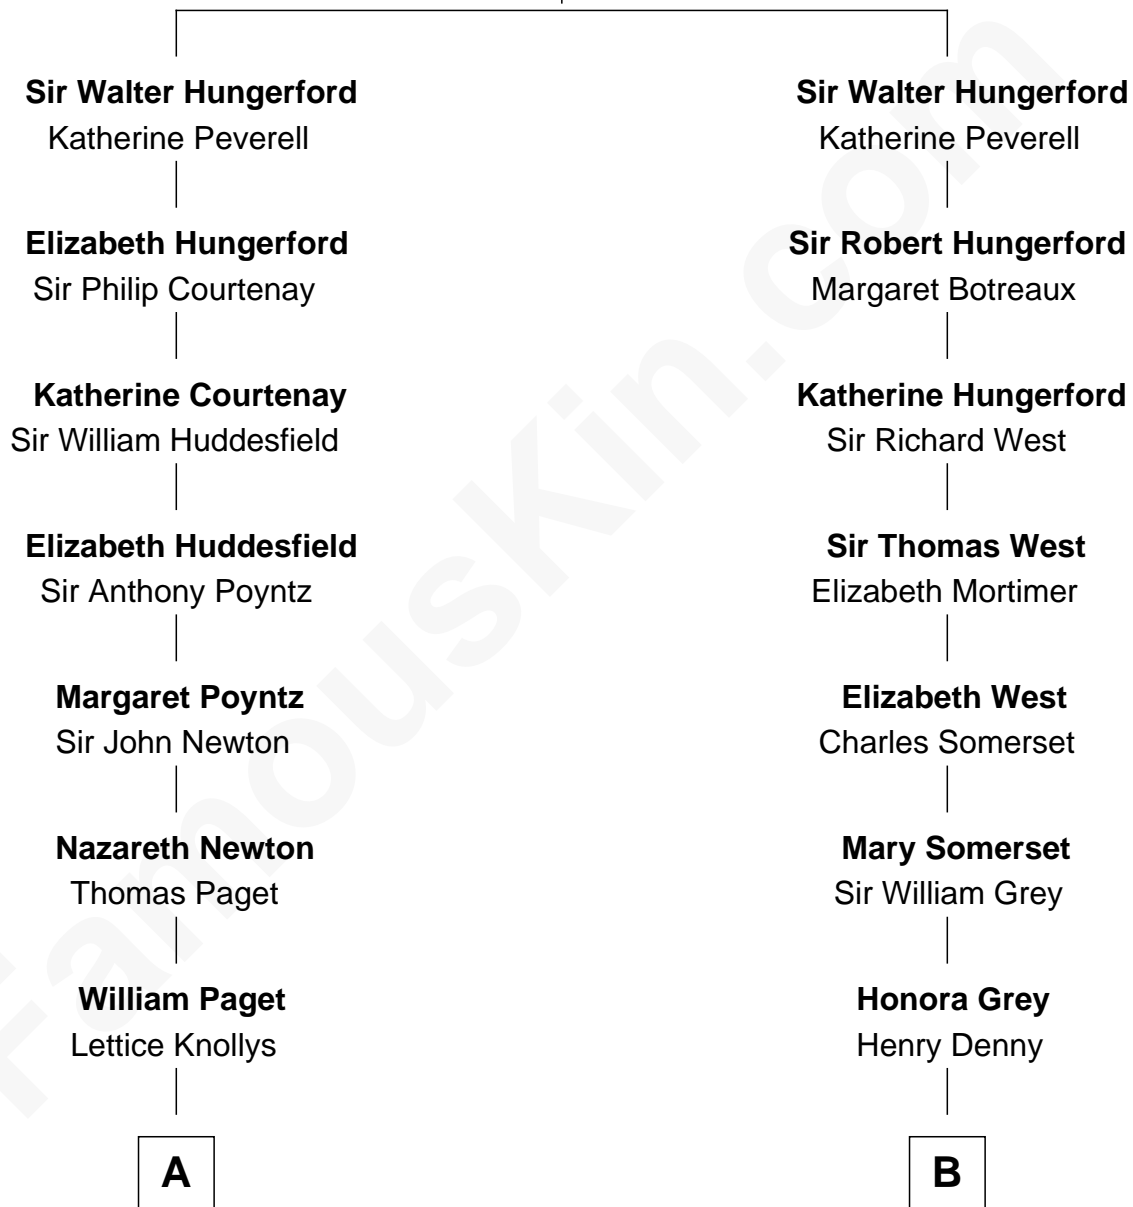 Sir Walter Hungerford
Katherine Peverell
Elizabeth Hungerford
Sir Philip Courtenay
Katherine Courtenay
Sir William Huddesfield
Elizabeth Huddesfield
Sir Anthony Poyntz
Margaret Poyntz
Sir John Newton
Nazareth Newton
Thomas Paget
William Paget
Lettice Knollys
A
Sir Walter Hungerford
Katherine Peverell
Sir Robert Hungerford
Margaret Botreaux
Katherine Hungerford
Sir Richard West
Sir Thomas West
Elizabeth Mortimer
Elizabeth West
Charles Somerset
Mary Somerset
Sir William Grey
Honora Grey
Henry Denny
B
FamousKin.com